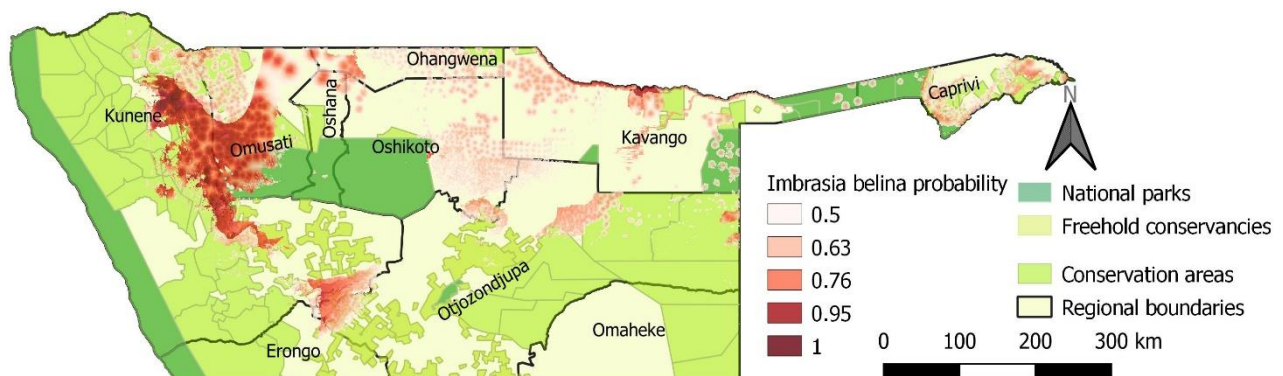 Ohangwena
Kunene
Omusati
Oshana
Oshikoto
Kavango
Caprivi
N
Otjozondjupa
Erongo
Omaheke
Imbrasia belina probability
0.5
0.63
0.76
0.95
1
National parks
Freehold conservancies
Conservation areas
Regional boundaries
0 100 200 300 km